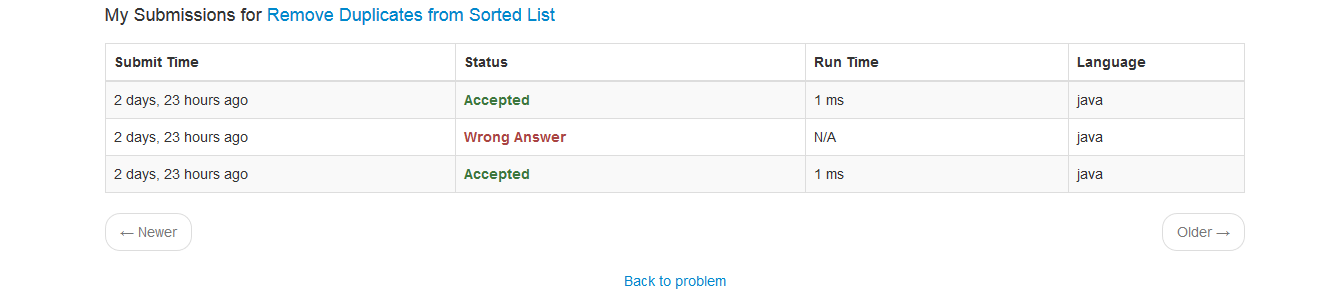 My Submissions for Remove Duplicates from Sorted List
Submit Time Status Run Time Language
2 days, 23 hours ago Accepted 1 ms java
2 days, 23 hours ago Wrong Answer N/A java
2 days, 23 hours ago Accepted 1 ms java
← Newer Older →
Back to problem